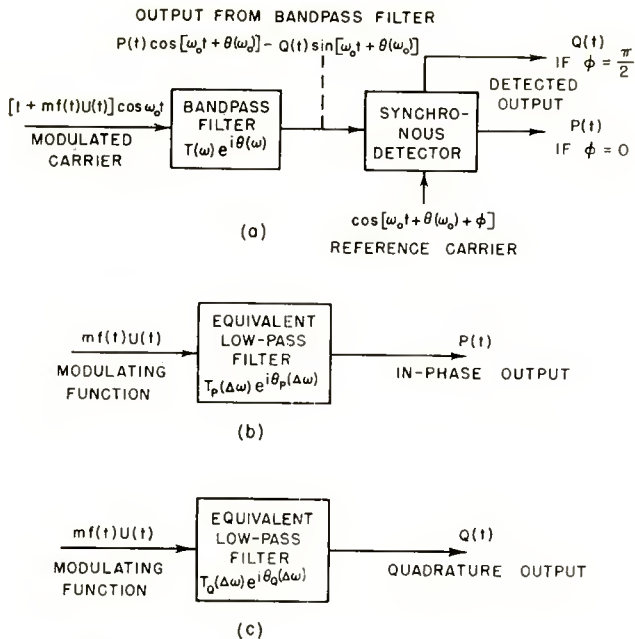 OUTPUT FROM BANDPASS FILTER
P(t) cos[ω₀t + θ(ω₀)] − Q(t) sin[ω₀t + θ(ω₀)]
[1 + mf(t)U(t)] cos ω₀t
MODULATED
CARRIER
BANDPASS
FILTER
T(ω) e^{iθ(ω)}
SYNCHRO-
NOUS
DETECTOR
Q(t)
IF φ = π/2
DETECTED
OUTPUT
P(t)
IF φ = 0
cos[ω₀t + θ(ω₀) + φ]
REFERENCE CARRIER
(a)
mf(t)U(t)
MODULATING
FUNCTION
EQUIVALENT
LOW-PASS
FILTER
T_P(Δω) e^{iθ_P(Δω)}
P(t)
IN-PHASE OUTPUT
(b)
mf(t)U(t)
MODULATING
FUNCTION
EQUIVALENT
LOW-PASS
FILTER
T_Q(Δω) e^{iθ_Q(Δω)}
Q(t)
QUADRATURE OUTPUT
(c)